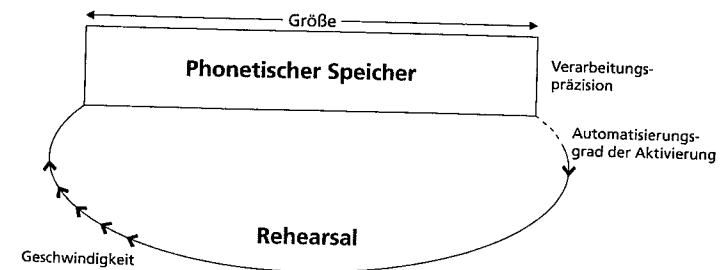 Größe
Phonetischer Speicher
Verarbeitungs-
präzision
Automatisierungs-
grad der Aktivierung
Rehearsal
Geschwindigkeit